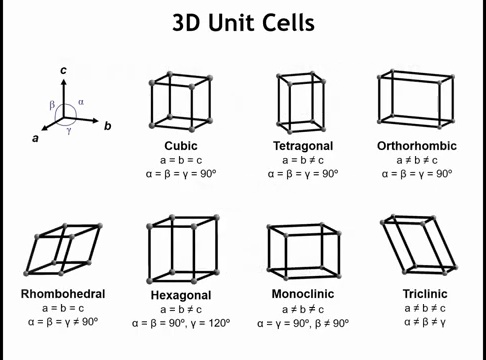 3D Unit Cells
c
β
α
a
γ
b
Cubic
a = b = c
α = β = γ = 90º
Tetragonal
a = b ≠ c
α = β = γ = 90º
Orthorhombic
a ≠ b ≠ c
α = β = γ = 90º
Rhombohedral
a = b = c
α = β = γ ≠ 90º
Hexagonal
a = b ≠ c
α = β = 90º, γ = 120º
Monoclinic
a ≠ b ≠ c
α = γ = 90º, β ≠ 90º
Triclinic
a ≠ b ≠ c
α ≠ β ≠ γ